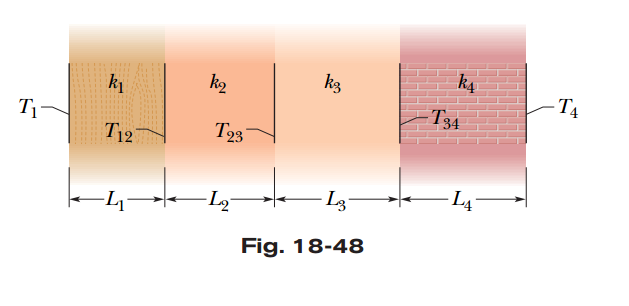 k1 k2 k3 k4
T1 T12 T23 T34 T4
L1 L2 L3 L4
Fig. 18-48